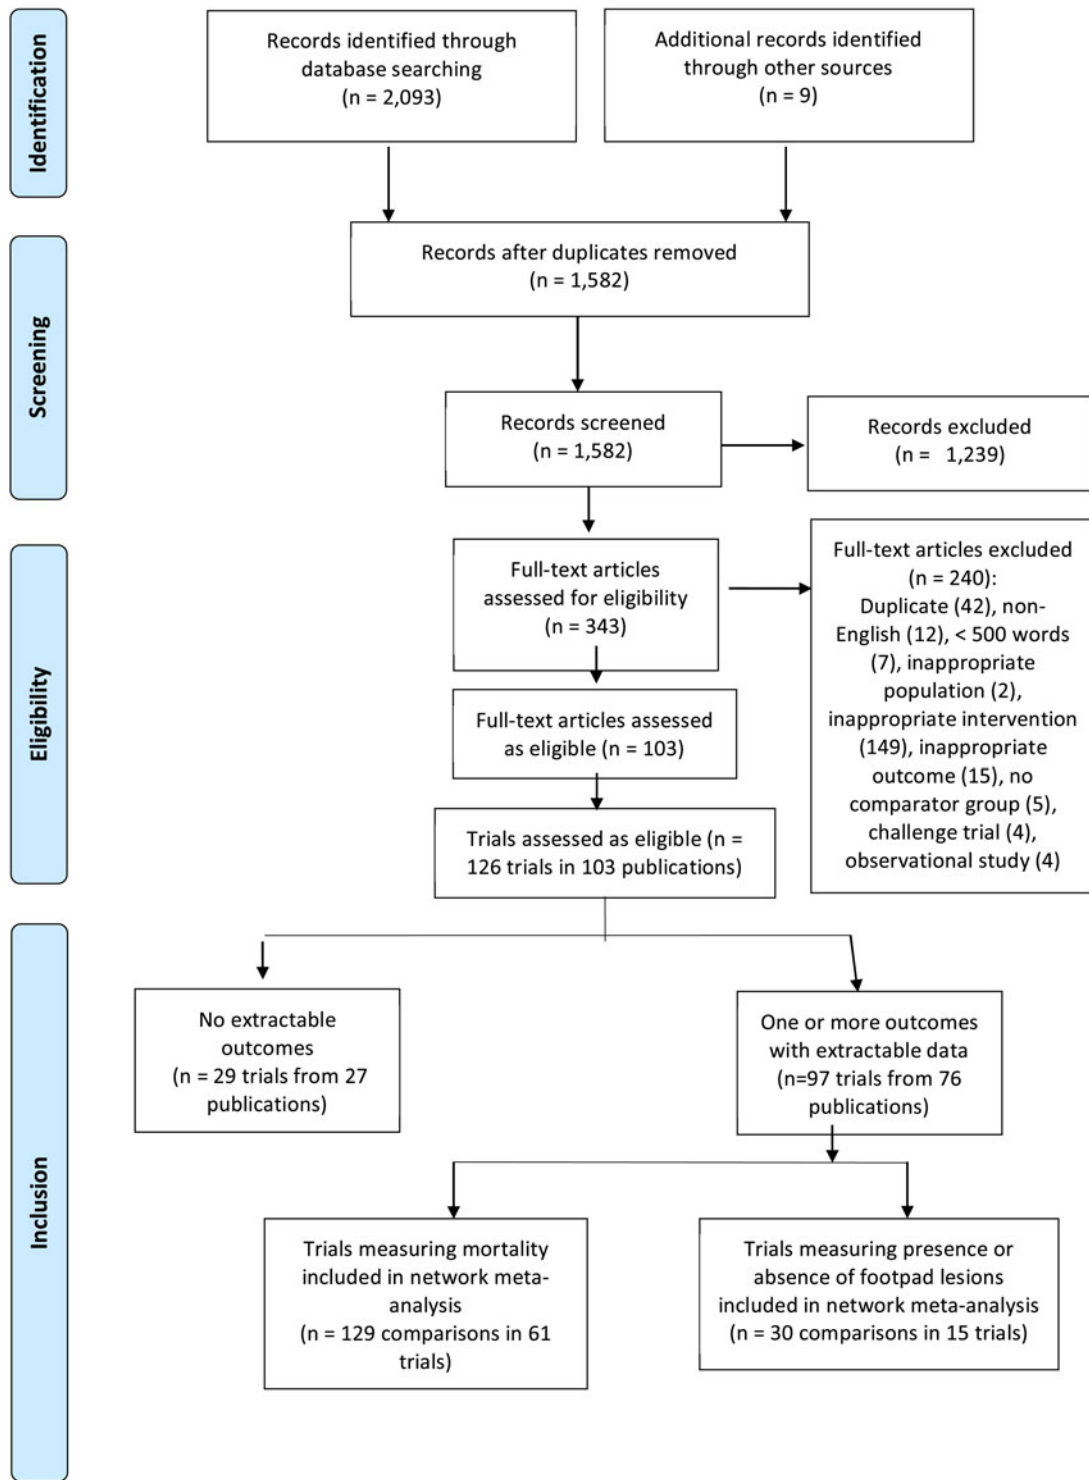 Identification
Records identified through
database searching
(n = 2,093)
Additional records identified
through other sources
(n = 9)
Screening
Records after duplicates removed
(n = 1,582)
Records screened
(n = 1,582)
Records excluded
(n =   1,239)
Eligibility
Full-text articles
assessed for eligibility
(n = 343)
Full-text articles excluded
(n = 240):
Duplicate (42), non-
English (12), < 500 words
(7), inappropriate
population (2),
inappropriate intervention
(149), inappropriate
outcome (15), no
comparator group (5),
challenge trial (4),
observational study (4)
Full-text articles assessed
as eligible (n = 103)
Trials assessed as eligible (n =
126 trials in 103 publications)
Inclusion
No extractable
outcomes
(n = 29 trials from 27
publications)
One or more outcomes
with extractable data
(n=97 trials from 76
publications)
Trials measuring mortality
included in network meta-
analysis
(n = 129 comparisons in 61
trials)
Trials measuring presence or
absence of footpad lesions
included in network meta-analysis
(n = 30 comparisons in 15 trials)